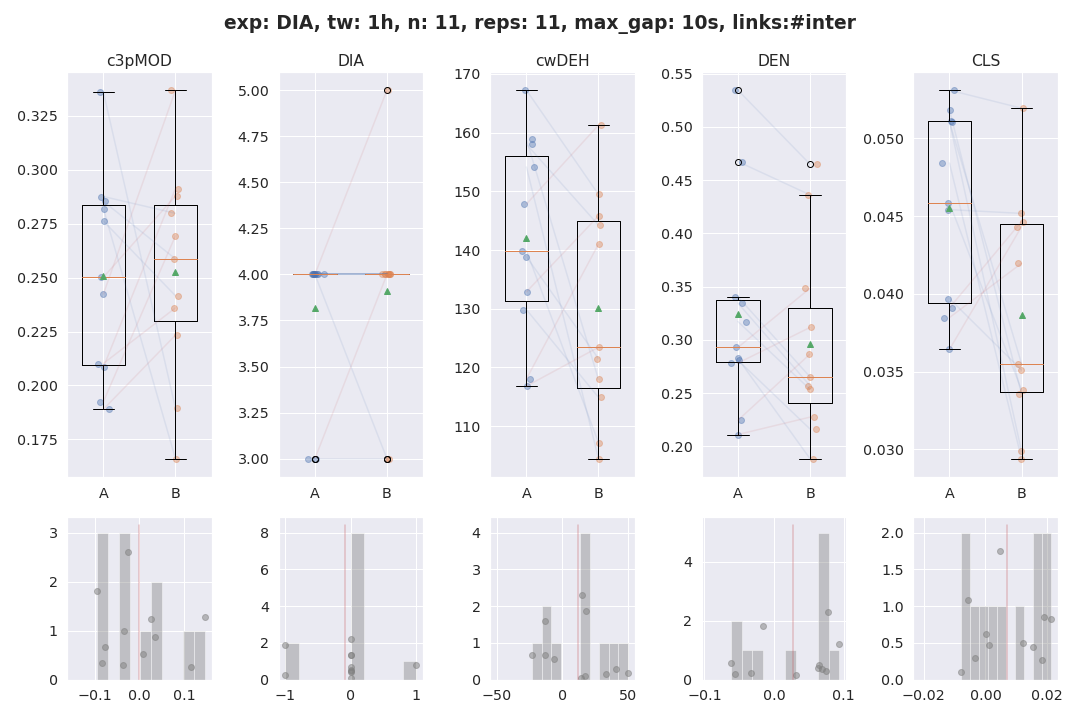 exp: DIA, tw: 1h, n: 11, reps: 11, max_gap: 10s, links:#inter
c3pMOD DIA cwDEH DEN CLS
0.325 0.300 0.275 0.250 0.225 0.200 0.175
A B
5.00 4.75 4.50 4.25 4.00 3.75 3.50 3.25 3.00
A B
170 160 150 140 130 120 110
A B
0.55 0.50 0.45 0.40 0.35 0.30 0.25 0.20
A B
0.050 0.045 0.040 0.035 0.030
A B
3 2 1 0
−0.1 0.0 0.1
8 6 4 2 0
−1 0 1
4 3 2 1 0
−50 0 50
4 2 0
−0.1 0.0 0.1
2.0 1.5 1.0 0.5 0.0
−0.02 0.00 0.02